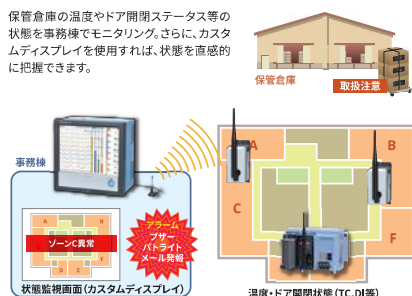 保管倉庫の温度やドア開閉ステータス等の
状態を事務棟でモニタリング。さらに、カスタ
ムディスプレイを使用すれば、状態を直感的
に把握できます。
保管倉庫
取扱注意
事務棟
A
B
C
F
ゾーンC異常
A
B
F
D
E
アラーム
ブザー
パトライト
メール発報
状態監視画面(カスタムディスプレイ)
温度・ドア開閉状態(TC、DI等)